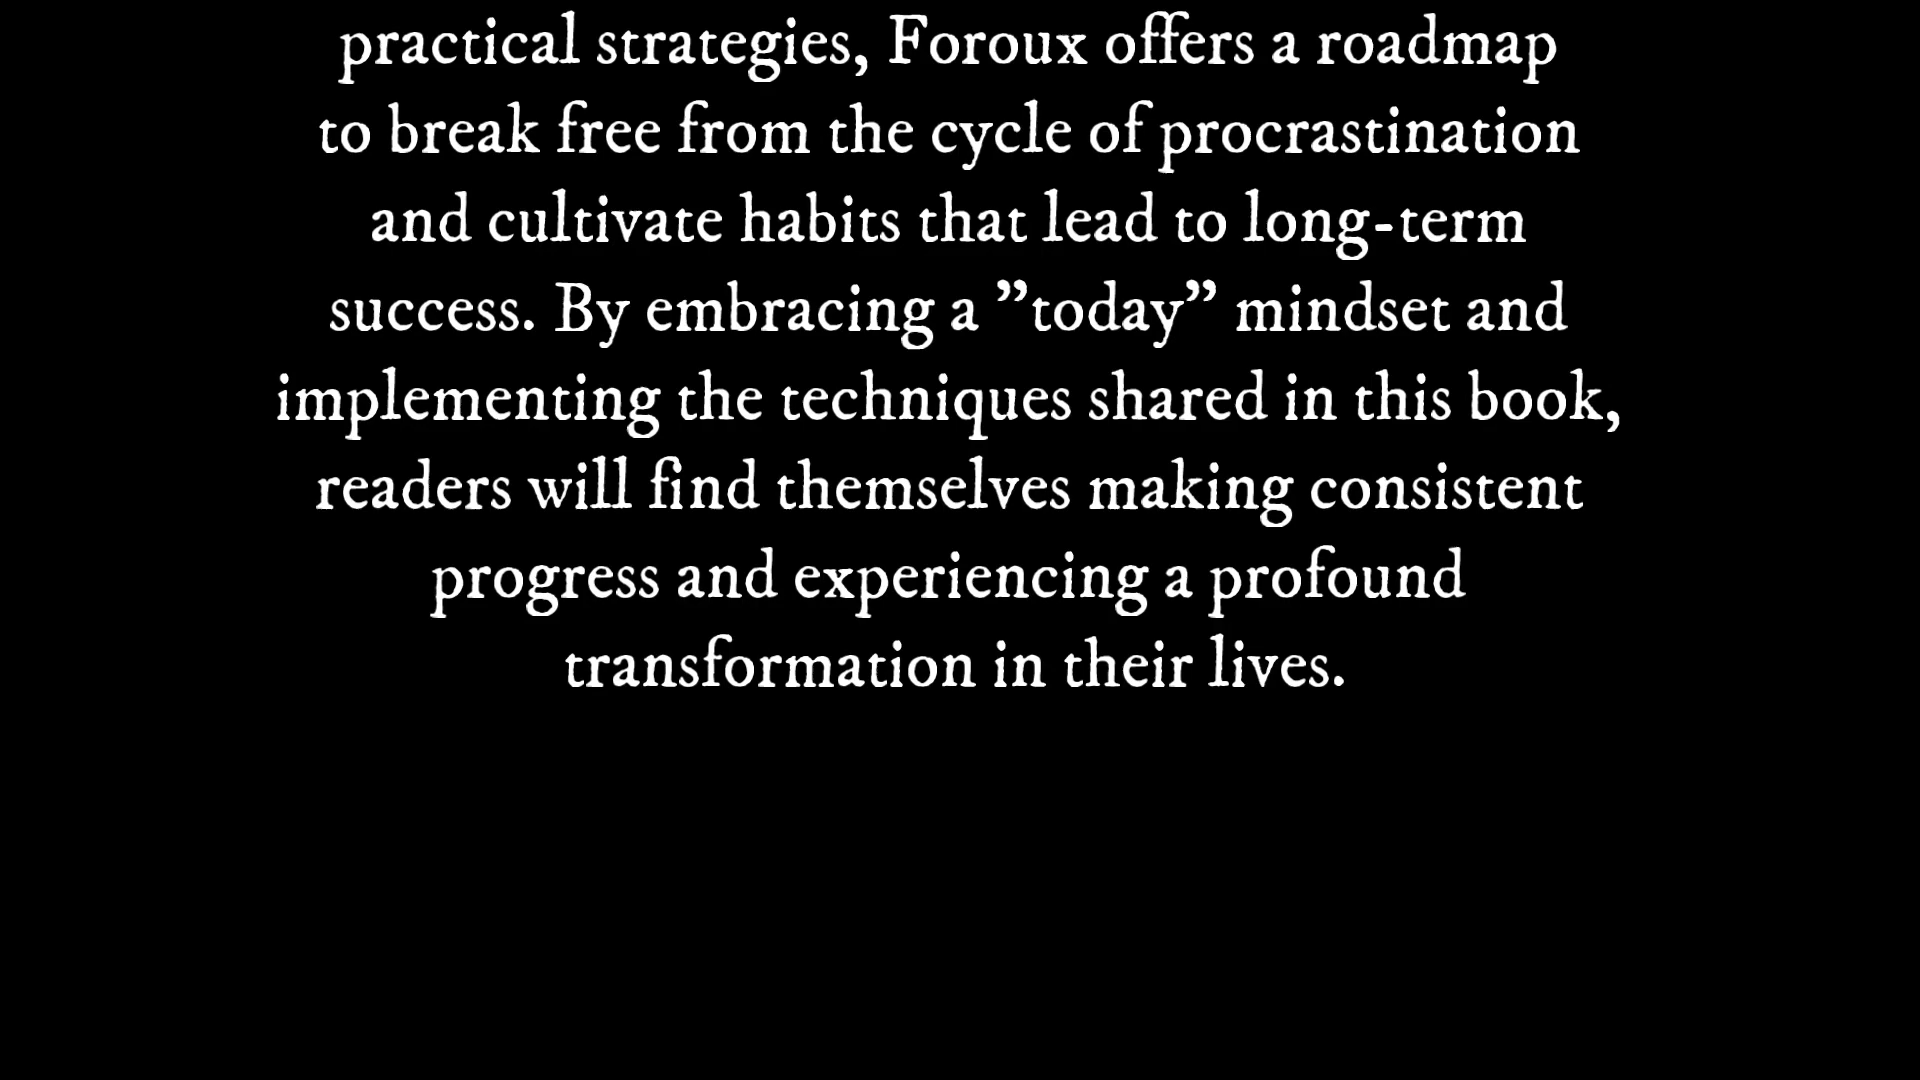 practical strategies, Foroux offers a roadmap
to break free from the cycle of procrastination
and cultivate habits that lead to long-term
success. By embracing a ”today” mindset and
implementing the techniques shared in this book,
readers will find themselves making consistent
progress and experiencing a profound
transformation in their lives.